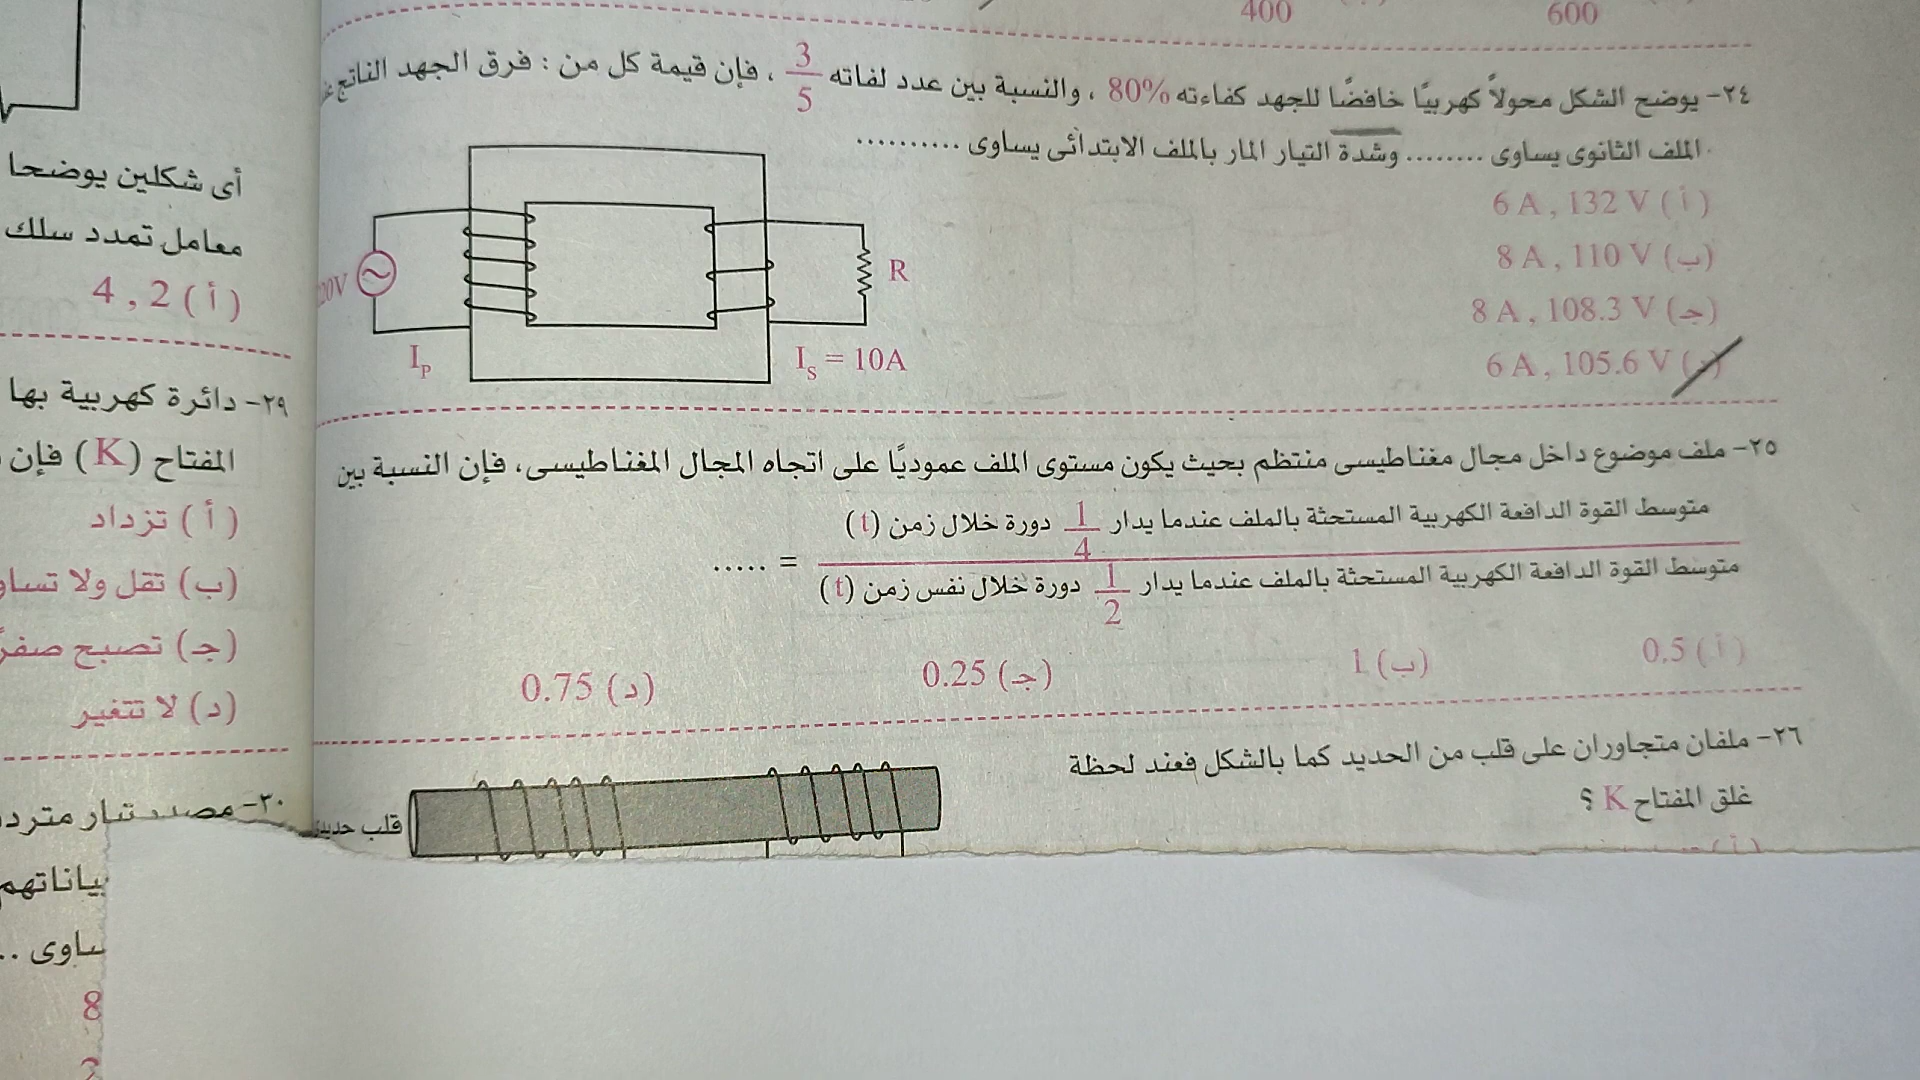 400
600
٢٤- يوضح الشكل محولاً كهربيًا خافضًا للجهد كفاءته 80% ، والنسبة بين عدد لفاته 3/5 ، فإن قيمة كل من : فرق الجهد الناتج
الملف الثانوى يساوى ........ وشدة التيار المار بالملف الابتدائى يساوى ..........
(أ) 6 A , 132 V
(ب) 8 A , 110 V
(جـ) 8 A , 108.3 V
(د) 6 A , 105.6 V
R
I_P
I_S = 10A
٢٥- ملف موضوع داخل مجال مغناطيسى منتظم بحيث يكون مستوى الملف عموديًا على اتجاه المجال المغناطيسى، فإن النسبة بين
متوسط القوة الدافعة الكهربية المستحثة بالملف عندما يدار 1/4 دورة خلال زمن (t)
= .....
متوسط القوة الدافعة الكهربية المستحثة بالملف عندما يدار 1/2 دورة خلال نفس زمن (t)
(أ) 0.5
(ب) 1
(جـ) 0.25
(د) 0.75
٢٦- ملفان متجاوران على قلب من الحديد كما بالشكل فعند لحظة
غلق المفتاح K ؟
قلب حديد
أى شكلين يوضحا
معامل تمدد سلك
(أ) 2 , 4
٢٩- دائرة كهربية بها
المفتاح (K) فإن
(أ) تزداد
(ب) تقل ولا تساو
(جـ) تصبح صفر
(د) لا تتغير
٣٠- مصدر تيار متردد
بياناتهم
ساوى ..
8